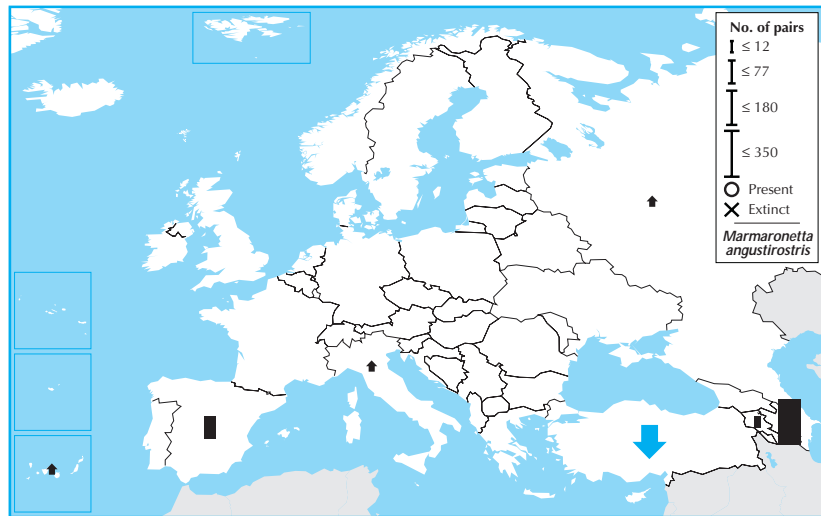 No. of pairs
≤ 12
≤ 77
≤ 180
≤ 350
Present
Extinct
Marmaronetta
angustirostris